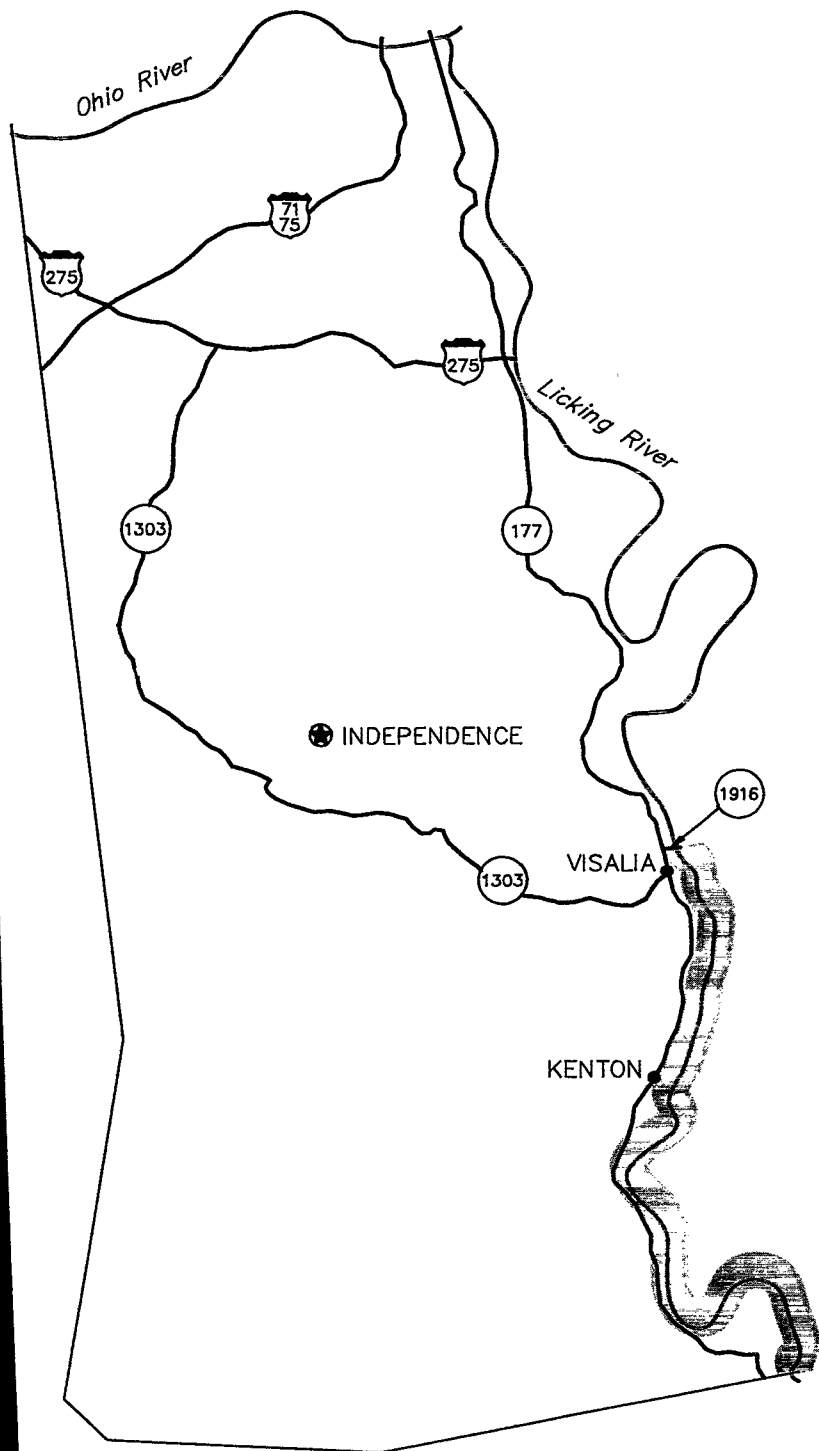 Ohio River
71
75
275
275
Licking River
1303
177
INDEPENDENCE
1916
VISALIA
1303
KENTON